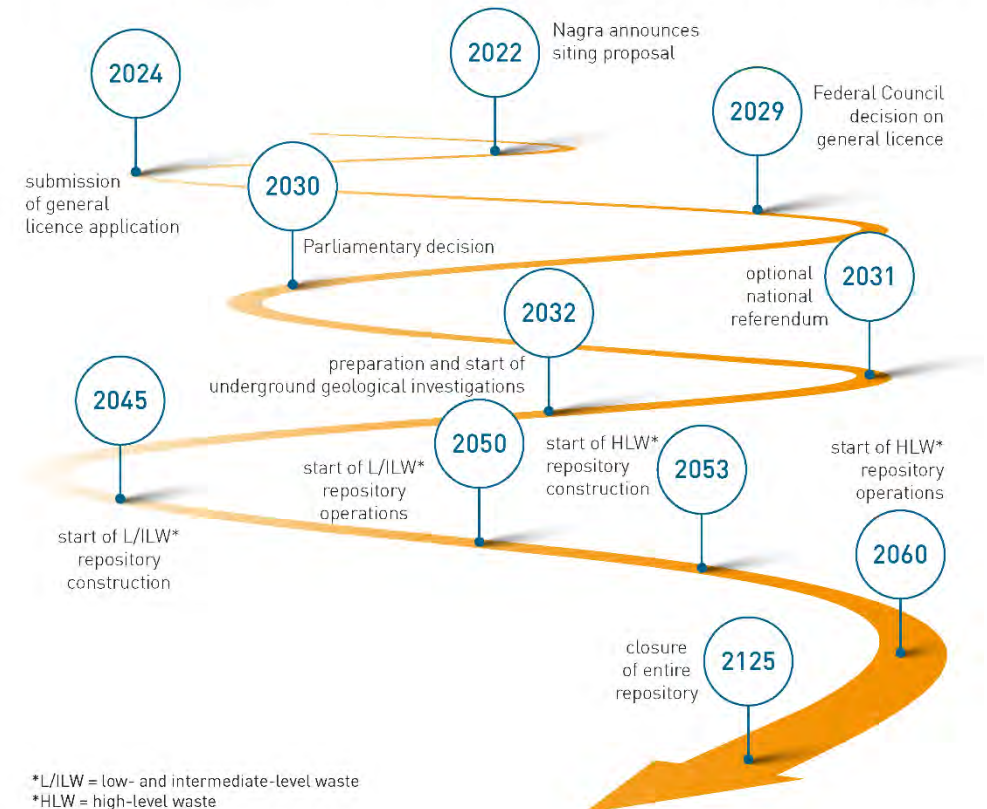 2022
Nagra announces
siting proposal
2024
submission
of general
licence application
2029
Federal Council
decision on
general licence
2030
Parliamentary decision
2031
optional
national
referendum
2032
preparation and start of
underground geological investigations
2045
start of L/ILW*
repository
construction
2050
start of L/ILW*
repository
operations
2053
start of HLW*
repository
construction
2060
start of HLW*
repository
operations
2125
closure
of entire
repository
*L/ILW = low- and intermediate-level waste
*HLW = high-level waste